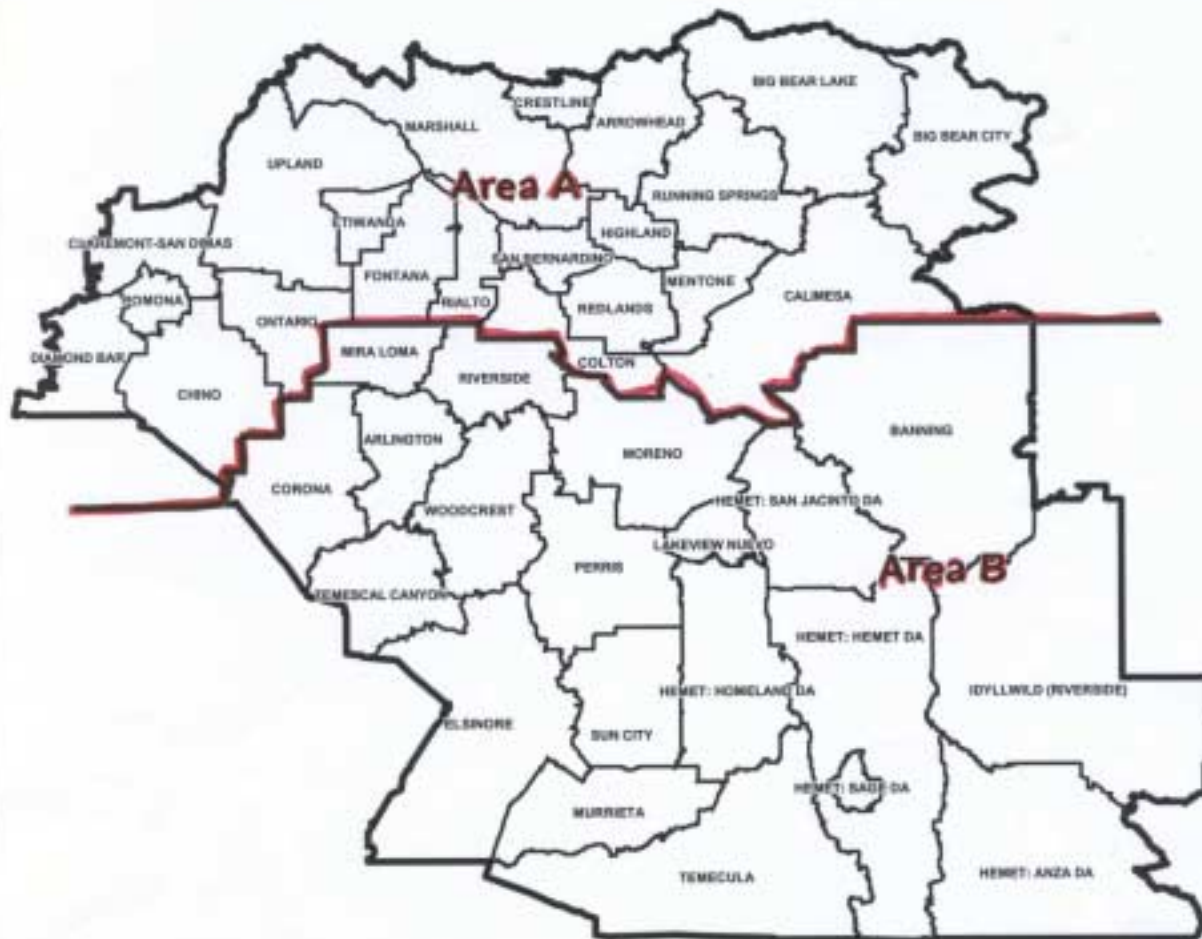 BIG BEAR LAKE
CRESTLINE
MARSHALL
ARROWHEAD
BIG BEAR CITY
UPLAND
Area A
RUNNING SPRINGS
ETIWANDA
HIGHLAND
CLAREMONT-SAN DIMAS
SAN BERNARDINO
FONTANA
MENTONE
CALIMESA
POMONA
RIALTO
REDLANDS
ONTARIO
DIAMOND BAR
MIRA LOMA
COLTON
RIVERSIDE
CHINO
BANNING
ARLINGTON
MORENO
CORONA
HEMET: SAN JACINTO DA
WOODCREST
LAKEVIEW NUEVO
PERRIS
Area B
TEMESCAL CANYON
HEMET: HEMET DA
HEMET: HOMELAND DA
IDYLLWILD (RIVERSIDE)
ELSINORE
SUN CITY
HEMET: SAGE DA
MURRIETA
TEMECULA
HEMET: ANZA DA